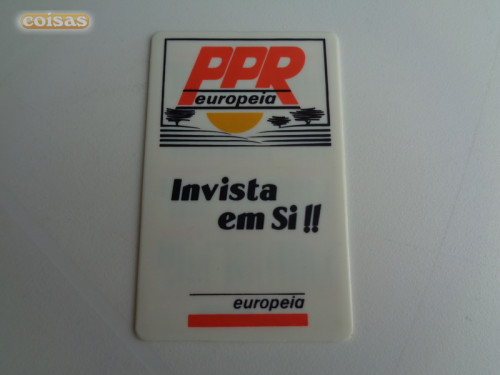 coisas
PPR
europeia
Invista
em Si !!
europeia